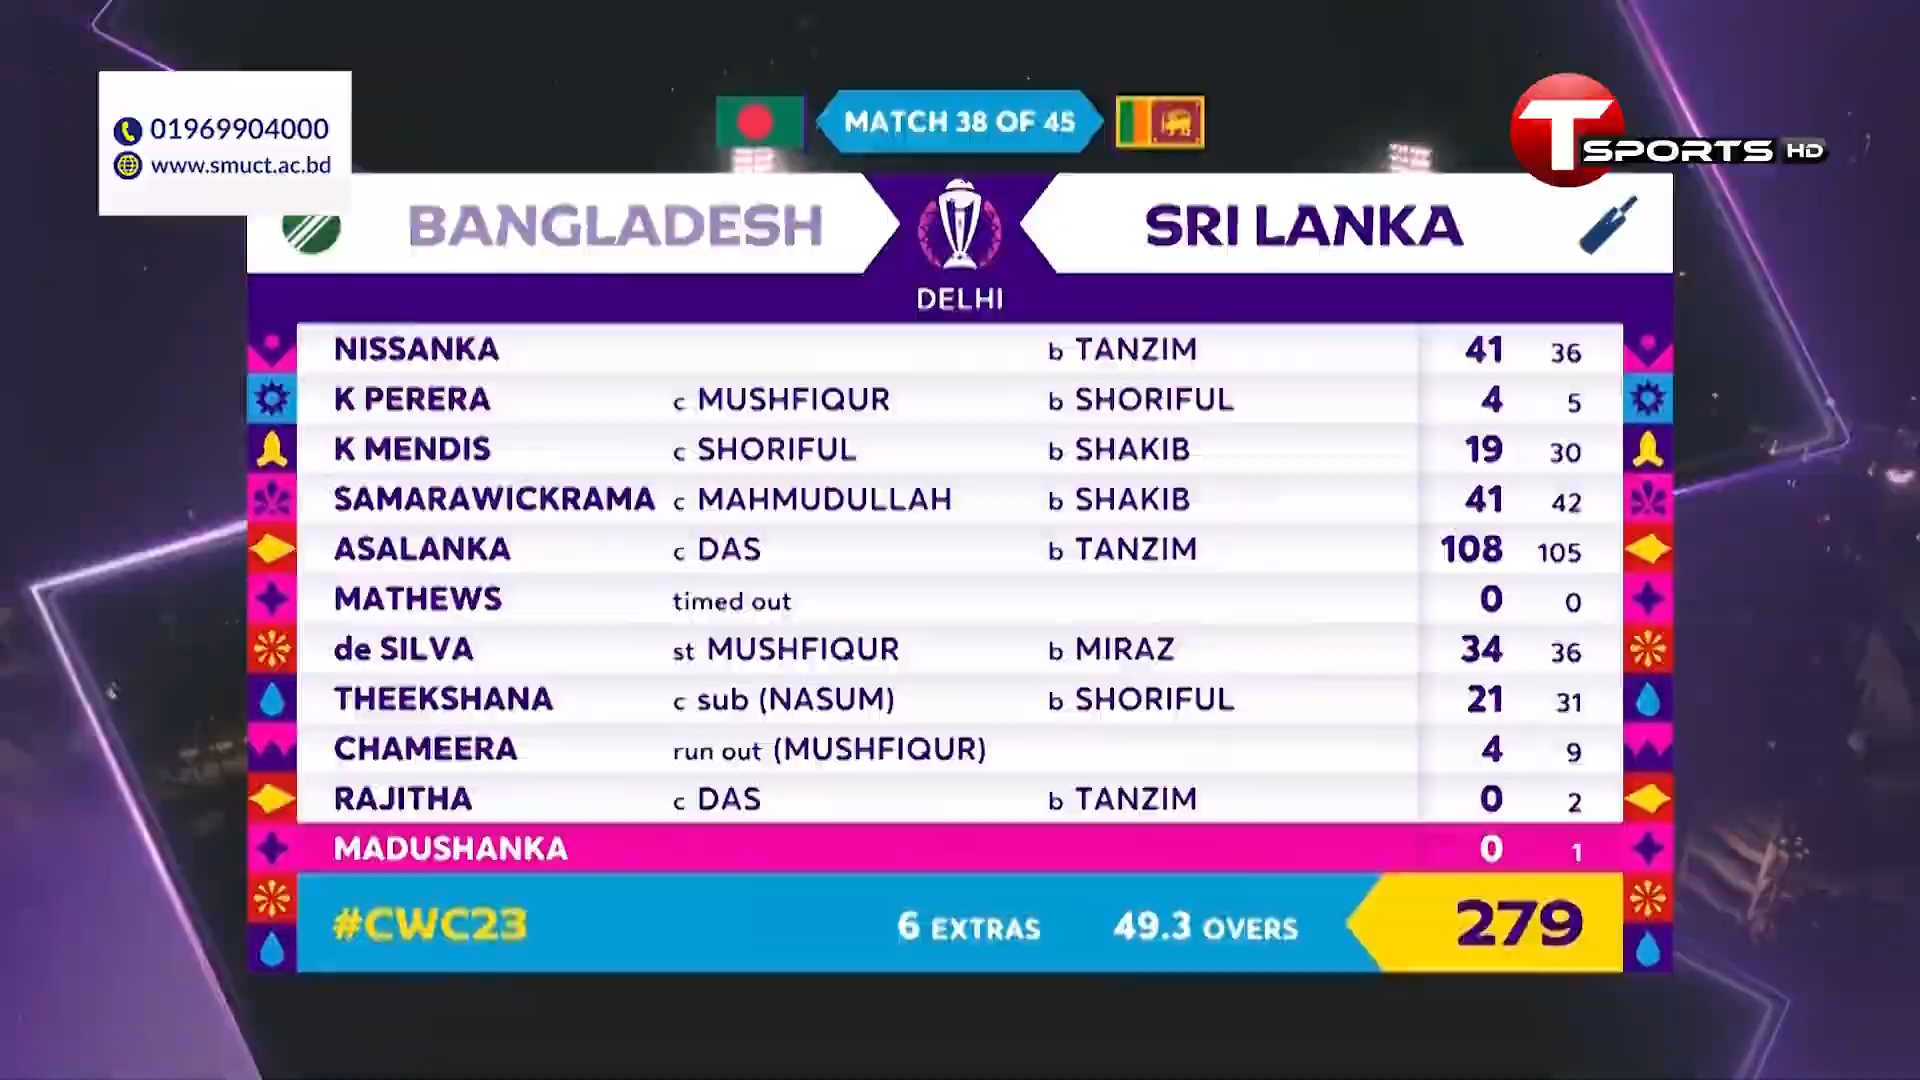 01969904000
www.smuct.ac.bd
MATCH 38 OF 45
T SPORTS HD
BANGLADESH
SRI LANKA
DELHI
NISSANKA b TANZIM 41 36
K PERERA c MUSHFIQUR b SHORIFUL 4 5
K MENDIS c SHORIFUL b SHAKIB 19 30
SAMARAWICKRAMA c MAHMUDULLAH b SHAKIB 41 42
ASALANKA c DAS b TANZIM 108 105
MATHEWS timed out 0 0
de SILVA st MUSHFIQUR b MIRAZ 34 36
THEEKSHANA c sub (NASUM) b SHORIFUL 21 31
CHAMEERA run out (MUSHFIQUR) 4 9
RAJITHA c DAS b TANZIM 0 2
MADUSHANKA 0 1
#CWC23 6 EXTRAS 49.3 OVERS 279